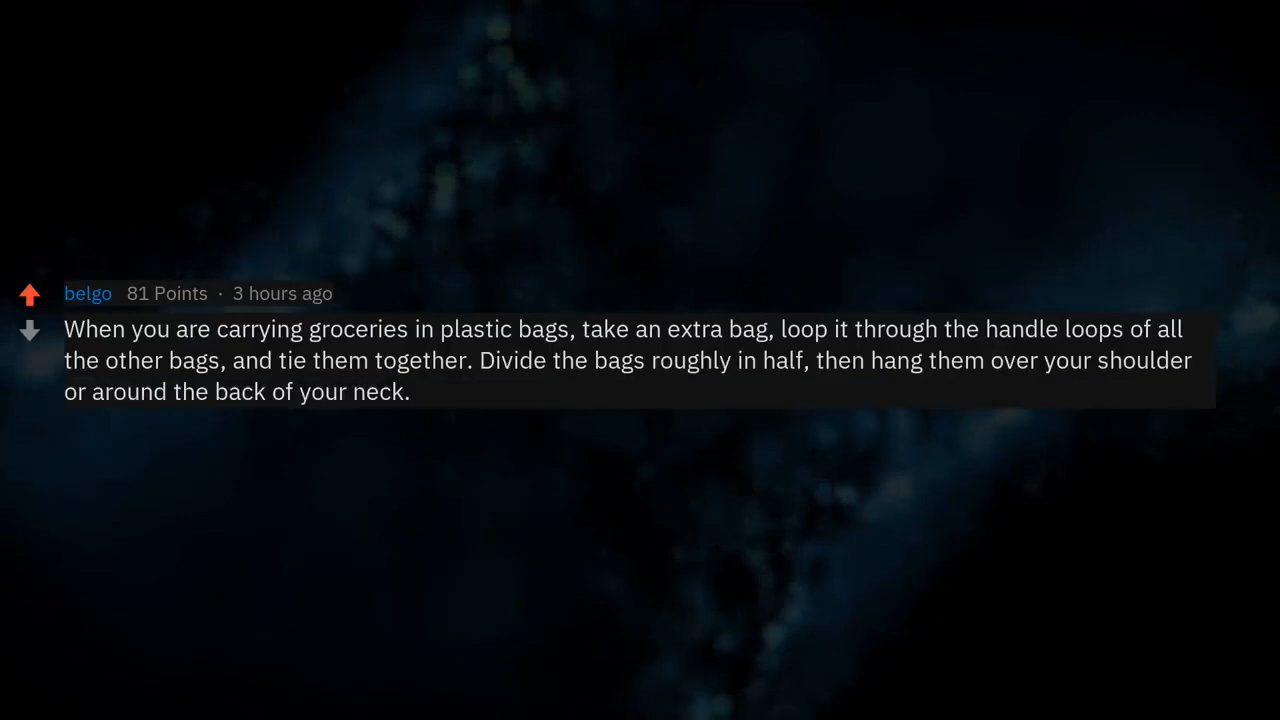 belgo 81 Points · 3 hours ago
When you are carrying groceries in plastic bags, take an extra bag, loop it through the handle loops of all
the other bags, and tie them together. Divide the bags roughly in half, then hang them over your shoulder
or around the back of your neck.